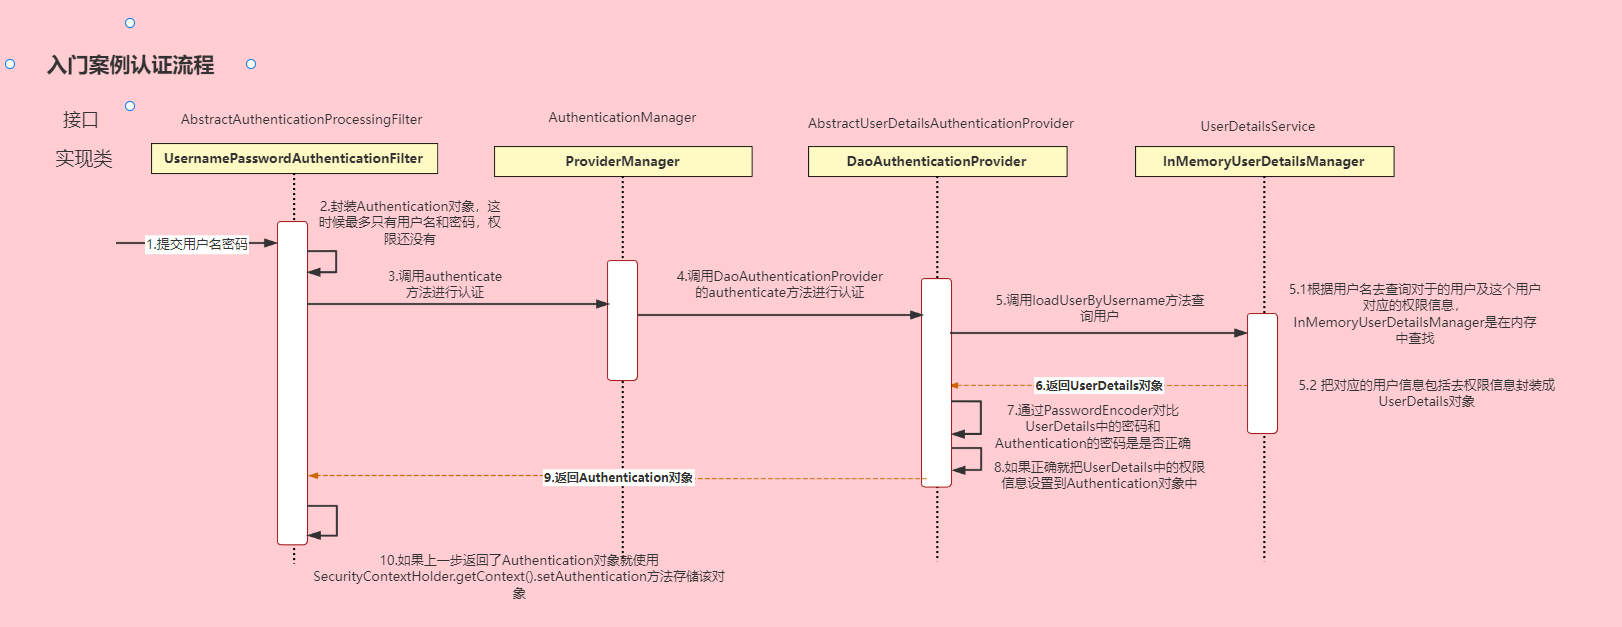 入门案例认证流程
接口
AbstractAuthenticationProcessingFilter
AuthenticationManager
AbstractUserDetailsAuthenticationProvider
UserDetailsService
实现类
UsernamePasswordAuthenticationFilter
ProviderManager
DaoAuthenticationProvider
InMemoryUserDetailsManager
1.提交用户名密码
2.封装Authentication对象，这
时候最多只有用户名和密码，权
限还没有
3.调用authenticate
方法进行认证
4.调用DaoAuthenticationProvider
的authenticate方法进行认证
5.调用loadUserByUsername方法查
询用户
5.1根据用户名去查询对于的用户及这个用户
对应的权限信息，
InMemoryUserDetailsManager是在内存
中查找
5.2 把对应的用户信息包括去权限信息封装成
UserDetails对象
6.返回UserDetails对象
7.通过PasswordEncoder对比
UserDetails中的密码和
Authentication的密码是是否正确
8.如果正确就把UserDetails中的权限
信息设置到Authentication对象中
9.返回Authentication对象
10.如果上一步返回了Authentication对象就使用
SecurityContextHolder.getContext().setAuthentication方法存储该对
象